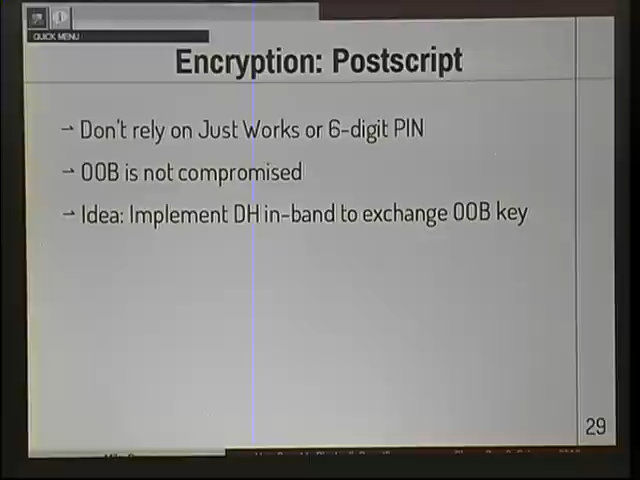 QUICK MENU
Encryption: Postscript
→ Don't rely on Just Works or 6-digit PIN
→ OOB is not compromised
→ Idea: Implement DH in-band to exchange OOB key
29